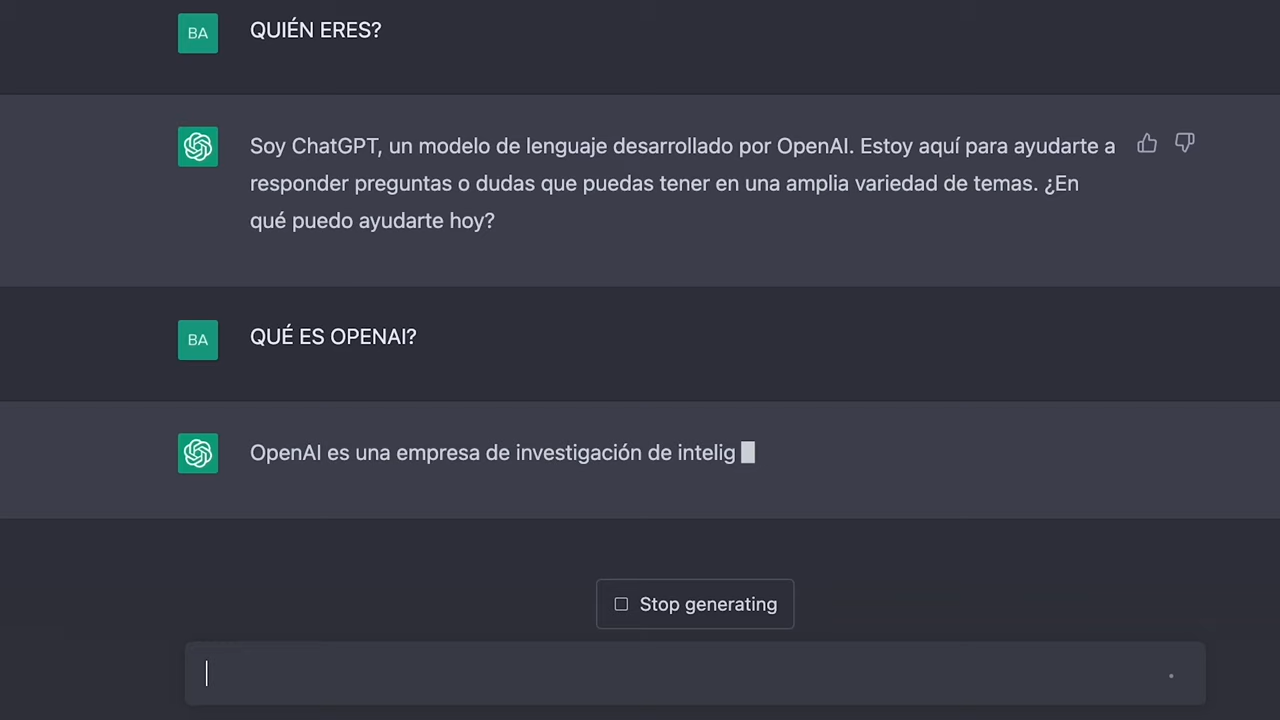 BA
QUIÉN ERES?
Soy ChatGPT, un modelo de lenguaje desarrollado por OpenAI. Estoy aquí para ayudarte a
responder preguntas o dudas que puedas tener en una amplia variedad de temas. ¿En
qué puedo ayudarte hoy?
BA
QUÉ ES OPENAI?
OpenAI es una empresa de investigación de intelig
Stop generating